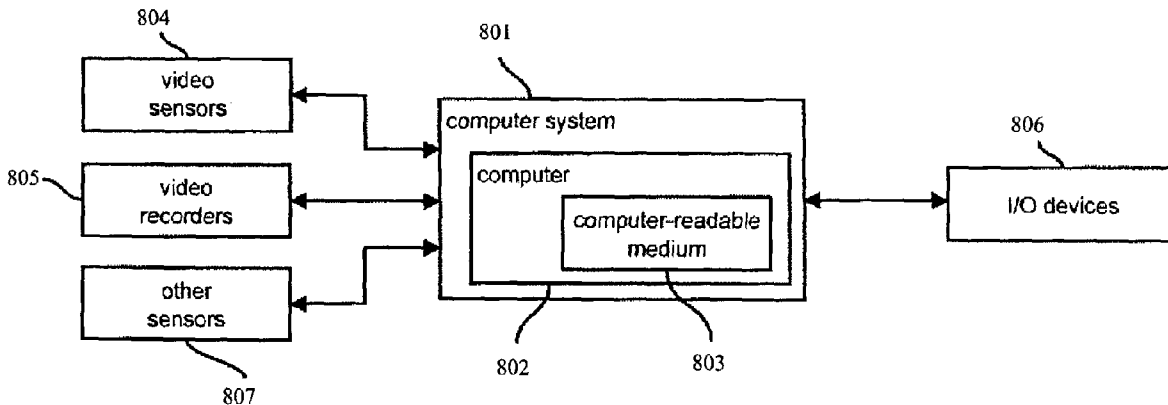 804
801
video
sensors
computer system
806
805
video
recorders
computer
I/O devices
computer-readable
medium
other
sensors
802
803
807